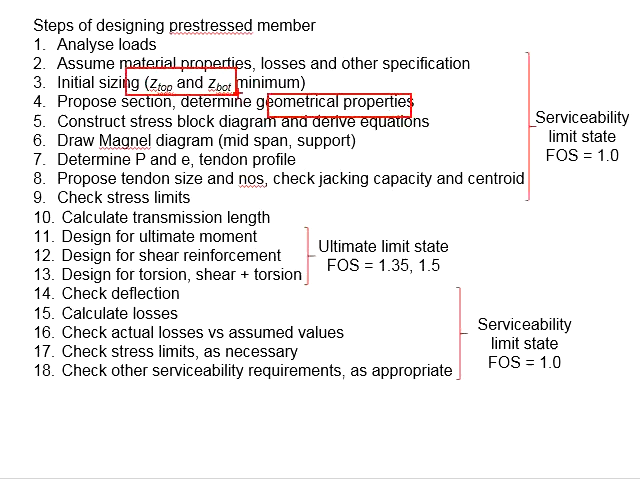 Steps of designing prestressed member
1. Analyse loads
2. Assume material properties, losses and other specification
3. Initial sizing (ztop and zbot minimum)
4. Propose section, determine geometrical properties
5. Construct stress block diagram and derive equations
6. Draw Magnel diagram (mid span, support)
7. Determine P and e, tendon profile
8. Propose tendon size and nos, check jacking capacity and centroid
9. Check stress limits
Serviceability
limit state
FOS = 1.0
10. Calculate transmission length
11. Design for ultimate moment
12. Design for shear reinforcement
13. Design for torsion, shear + torsion
Ultimate limit state
FOS = 1.35, 1.5
14. Check deflection
15. Calculate losses
16. Check actual losses vs assumed values
17. Check stress limits, as necessary
18. Check other serviceability requirements, as appropriate
Serviceability
limit state
FOS = 1.0